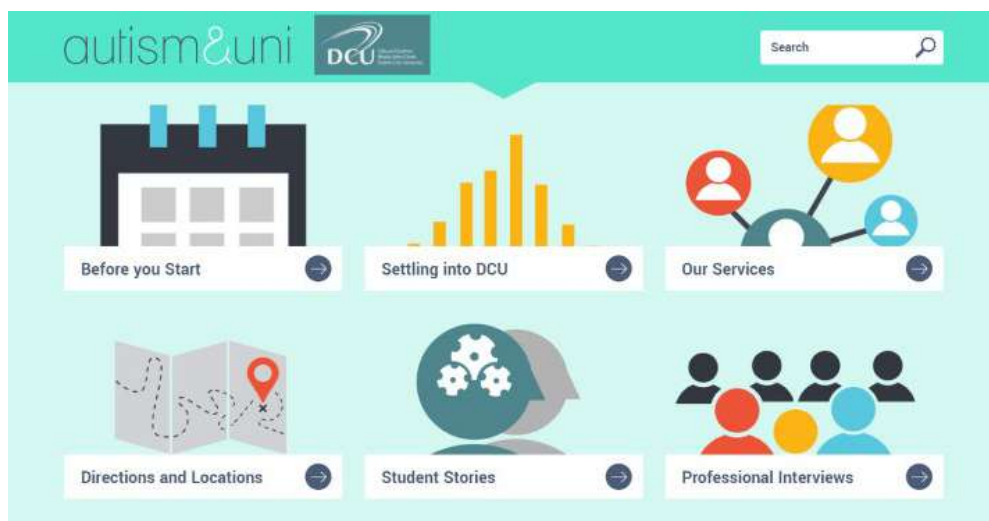 autism&uni
DCU
Search
Before you Start
Settling into DCU
Our Services
Directions and Locations
Student Stories
Professional Interviews